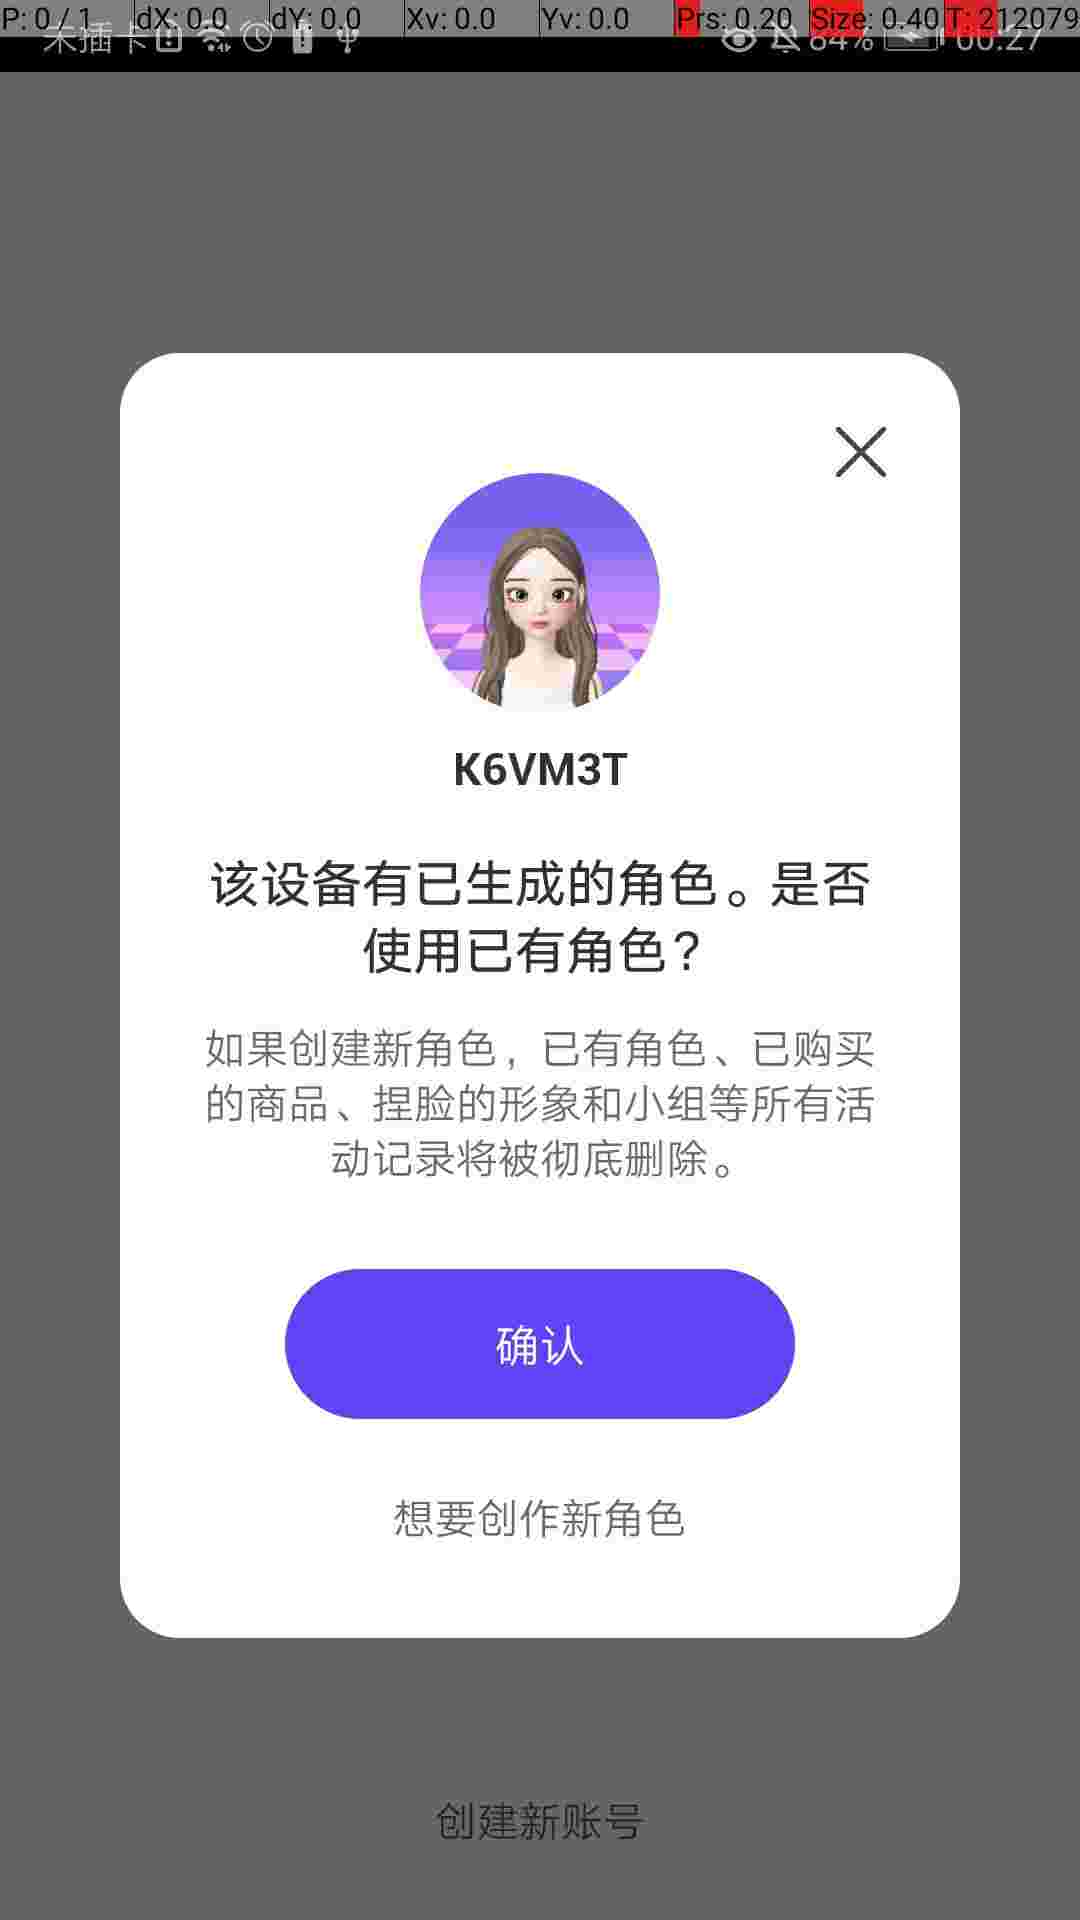 P: 0 / 1 dX: 0.0 dY: 0.0 Xv: 0.0 Yv: 0.0 Prs: 0.20 Size: 0.40 T: 212079
未插卡 84% 00:27
K6VM3T
该设备有已生成的角色。是否
使用已有角色？
如果创建新角色，已有角色、已购买
的商品、捏脸的形象和小组等所有活
动记录将被彻底删除。
确认
想要创作新角色
创建新账号